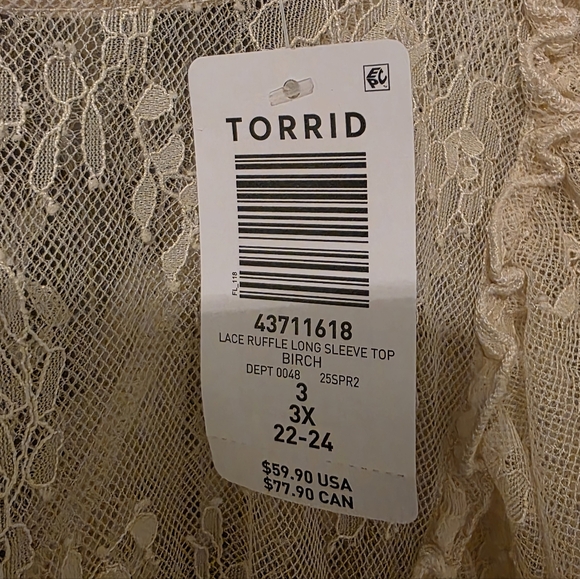 TORRID
FL_118
43711618
LACE RUFFLE LONG SLEEVE TOP
BIRCH
DEPT 0048 25SPR2
3
3X
22-24
$59.90 USA
$77.90 CAN